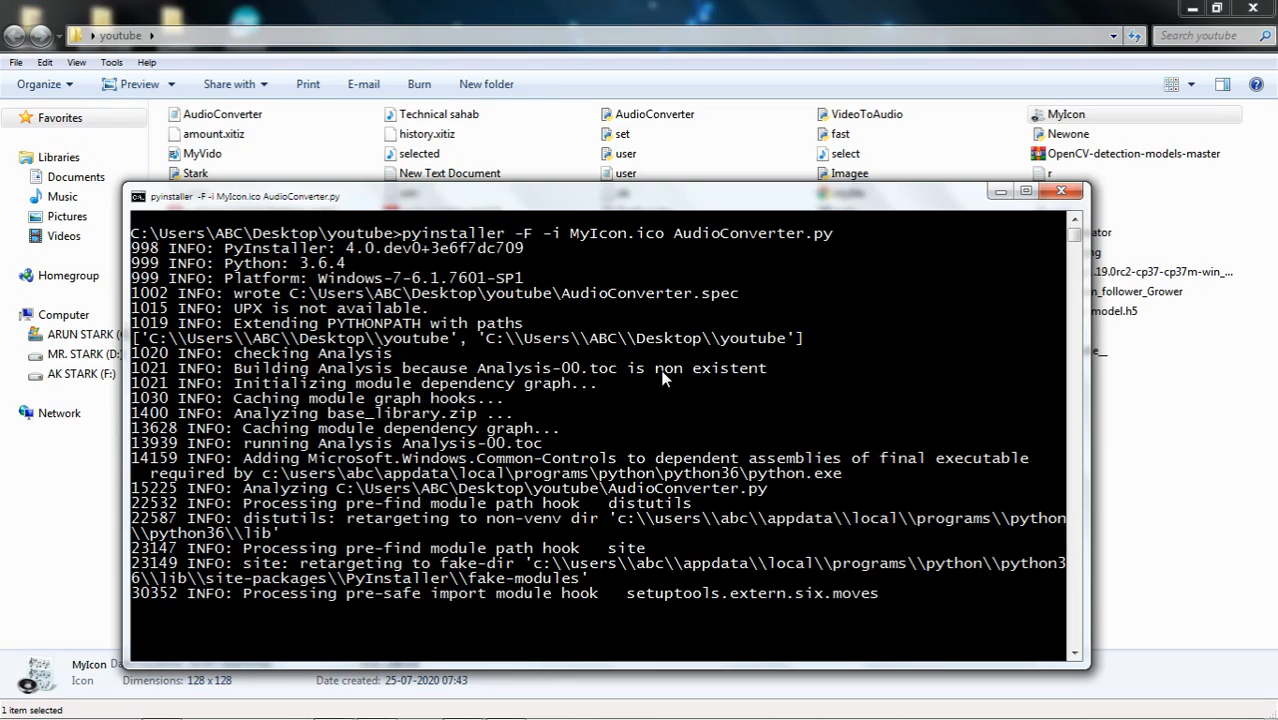 youtube
Search youtube
File Edit View Tools Help
Organize Preview Share with Print E-mail Burn New folder
Favorites
Libraries
Documents
Music
Pictures
Videos
Homegroup
Computer
ARUN STARK (
MR. STARK (D:)
AK STARK (F:)
Network
AudioConverter Technical sahab AudioConverter VideoToAudio MyIcon
amount.xitiz history.xitiz set fast Newone
MyVido selected user select OpenCV-detection-models-master
Stark New Text Document user Imagee r
.19.0rc2-cp37-cp37m-win_...
m_follower_Grower
model.h5
pyinstaller -F -i MyIcon.ico AudioConverter.py
C:\Users\ABC\Desktop\youtube>pyinstaller -F -i MyIcon.ico AudioConverter.py
998 INFO: PyInstaller: 4.0.dev0+3e6f7dc709
999 INFO: Python: 3.6.4
999 INFO: Platform: Windows-7-6.1.7601-SP1
1002 INFO: wrote C:\Users\ABC\Desktop\youtube\AudioConverter.spec
1015 INFO: UPX is not available.
1019 INFO: Extending PYTHONPATH with paths
['C:\\Users\\ABC\\Desktop\\youtube', 'C:\\Users\\ABC\\Desktop\\youtube']
1020 INFO: checking Analysis
1021 INFO: Building Analysis because Analysis-00.toc is non existent
1021 INFO: Initializing module dependency graph...
1030 INFO: Caching module graph hooks...
1400 INFO: Analyzing base_library.zip ...
13628 INFO: Caching module dependency graph...
13939 INFO: running Analysis Analysis-00.toc
14159 INFO: Adding Microsoft.Windows.Common-Controls to dependent assemblies of final executable
required by c:\users\abc\appdata\local\programs\python\python36\python.exe
15225 INFO: Analyzing C:\Users\ABC\Desktop\youtube\AudioConverter.py
22532 INFO: Processing pre-find module path hook distutils
22587 INFO: distutils: retargeting to non-venv dir 'c:\\users\\abc\\appdata\\local\\programs\\python
\\python36\\lib'
23147 INFO: Processing pre-find module path hook site
23149 INFO: site: retargeting to fake-dir 'c:\\users\\abc\\appdata\\local\\programs\\python\\python3
6\\lib\\site-packages\\PyInstaller\\fake-modules'
30352 INFO: Processing pre-safe import module hook setuptools.extern.six.moves
MyIcon
Icon
Dimensions: 128 x 128
Date created: 25-07-2020 07:43
1 item selected